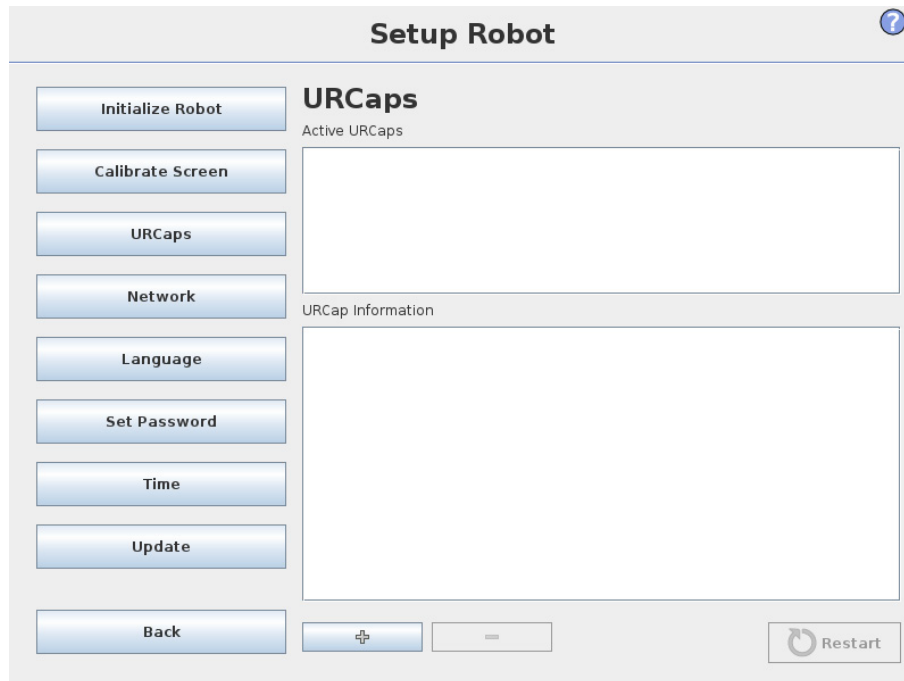 Setup Robot
?
Initialize Robot
Calibrate Screen
URCaps
Network
Language
Set Password
Time
Update
Back
URCaps
Active URCaps
URCap Information
Restart